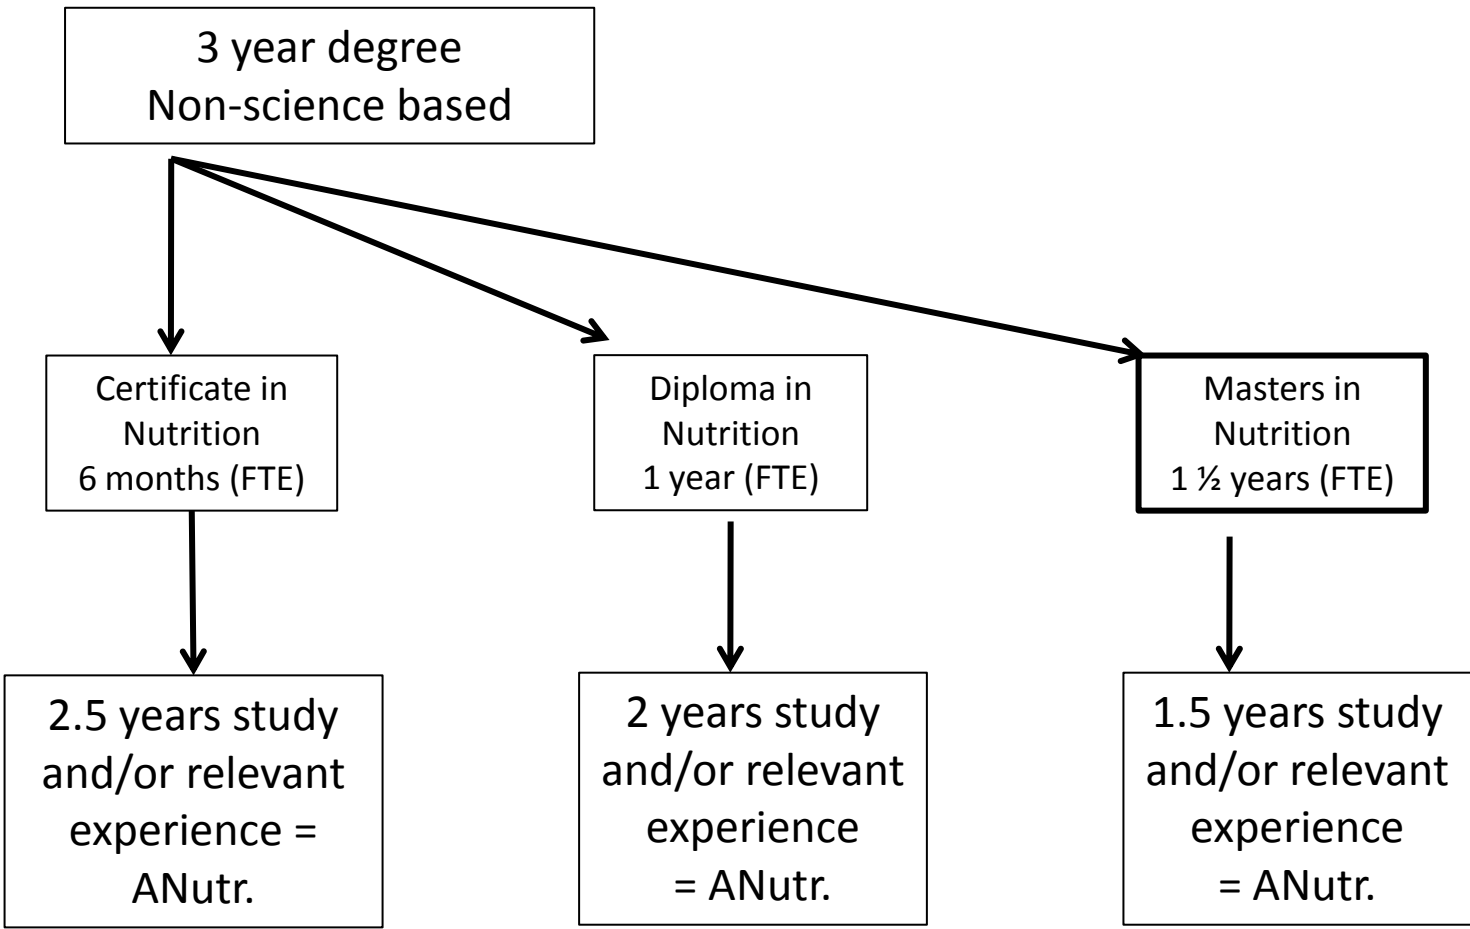 3 year degree
Non-science based
Certificate in
Nutrition
6 months (FTE)
Diploma in
Nutrition
1 year (FTE)
Masters in
Nutrition
1 ½ years (FTE)
2.5 years study
and/or relevant
experience =
ANutr.
2 years study
and/or relevant
experience
= ANutr.
1.5 years study
and/or relevant
experience
= ANutr.